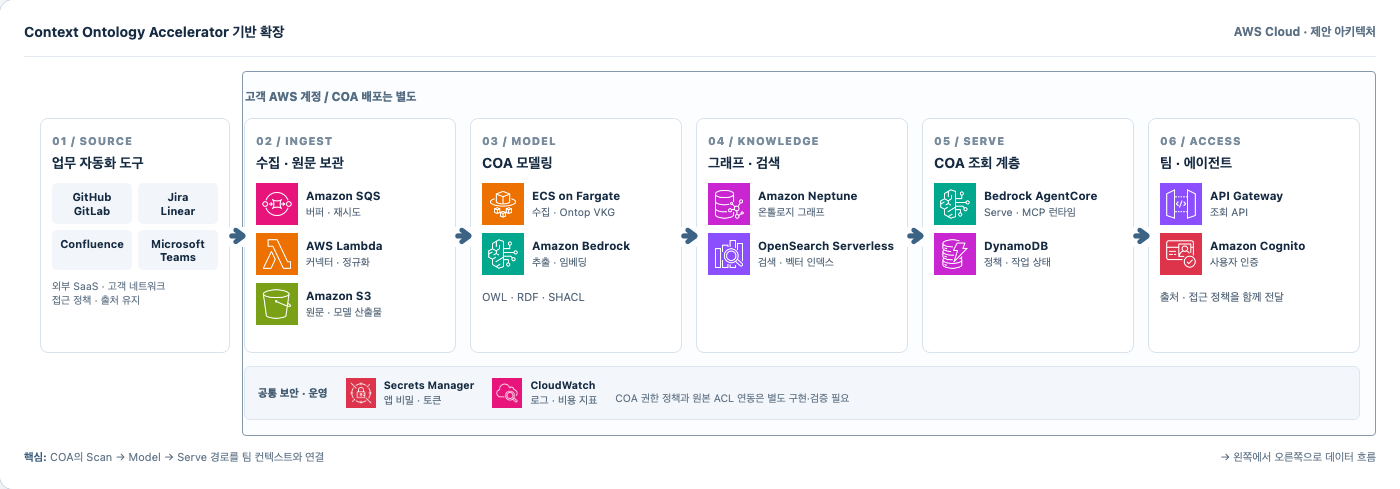 Context Ontology Accelerator 기반 확장
AWS Cloud · 제안 아키텍처
고객 AWS 계정 / COA 배포는 별도
01 / SOURCE
업무 자동화 도구
GitHub
GitLab
Jira
Linear
Confluence
Microsoft
Teams
외부 SaaS · 고객 네트워크
접근 정책 · 출처 유지
02 / INGEST
수집 · 원문 보관
Amazon SQS
버퍼 · 재시도
AWS Lambda
커넥터 · 정규화
Amazon S3
원문 · 모델 산출물
03 / MODEL
COA 모델링
ECS on Fargate
수집 · Ontop VKG
Amazon Bedrock
추출 · 임베딩
OWL · RDF · SHACL
04 / KNOWLEDGE
그래프 · 검색
Amazon Neptune
온톨로지 그래프
OpenSearch Serverless
검색 · 벡터 인덱스
05 / SERVE
COA 조회 계층
Bedrock AgentCore
Serve · MCP 런타임
DynamoDB
정책 · 작업 상태
06 / ACCESS
팀 · 에이전트
API Gateway
조회 API
Amazon Cognito
사용자 인증
출처 · 접근 정책을 함께 전달
공통 보안 · 운영
Secrets Manager
앱 비밀 · 토큰
CloudWatch
로그 · 비용 지표
COA 권한 정책과 원본 ACL 연동은 별도 구현·검증 필요
핵심: COA의 Scan → Model → Serve 경로를 팀 컨텍스트와 연결
→ 왼쪽에서 오른쪽으로 데이터 흐름